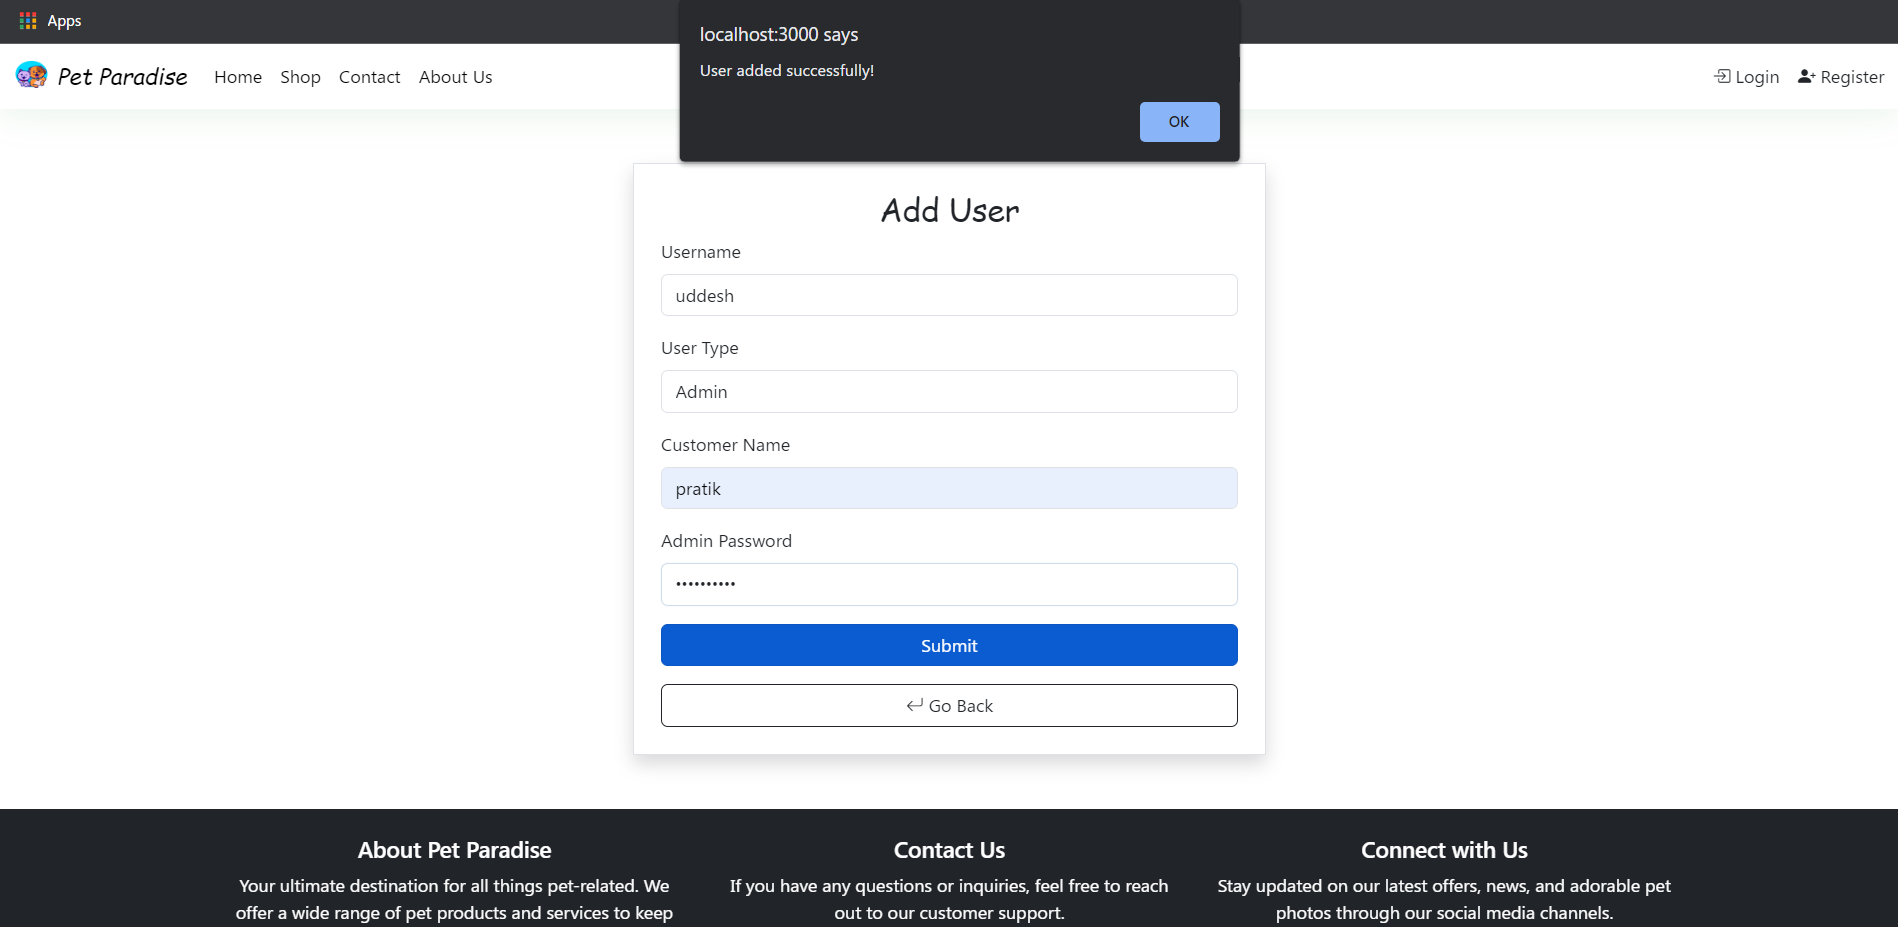 Apps
localhost:3000 says
User added successfully!
OK
Pet Paradise Home Shop Contact About Us
Login Register
Add User
Username
uddesh
User Type
Admin
Customer Name
pratik
Admin Password
••••••••••
Submit
Go Back
About Pet Paradise
Your ultimate destination for all things pet-related. We
offer a wide range of pet products and services to keep
Contact Us
If you have any questions or inquiries, feel free to reach
out to our customer support.
Connect with Us
Stay updated on our latest offers, news, and adorable pet
photos through our social media channels.